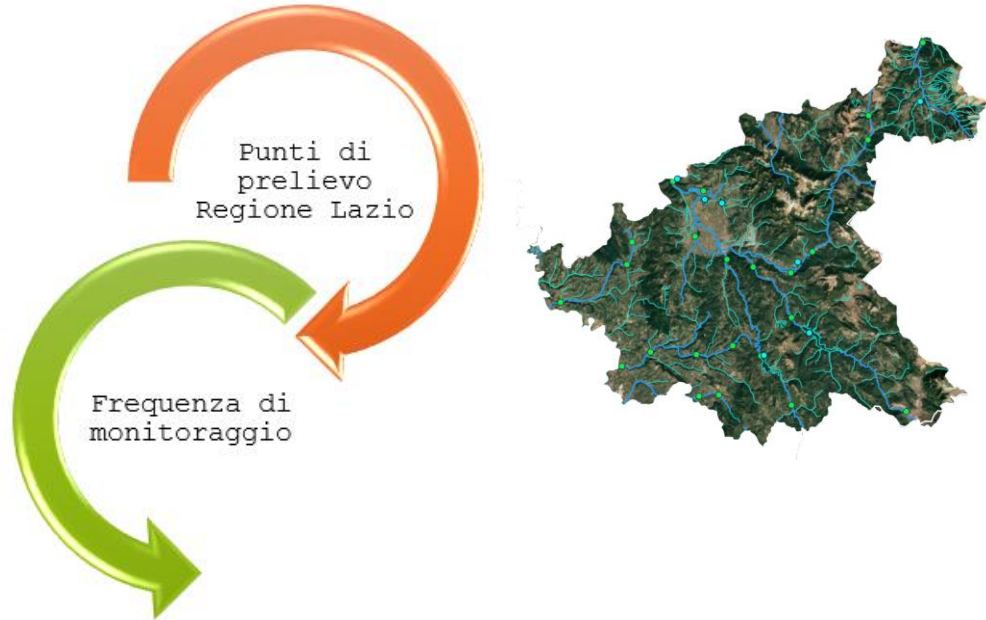 Punti di
prelievo
Regione Lazio
Frequenza di
monitoraggio